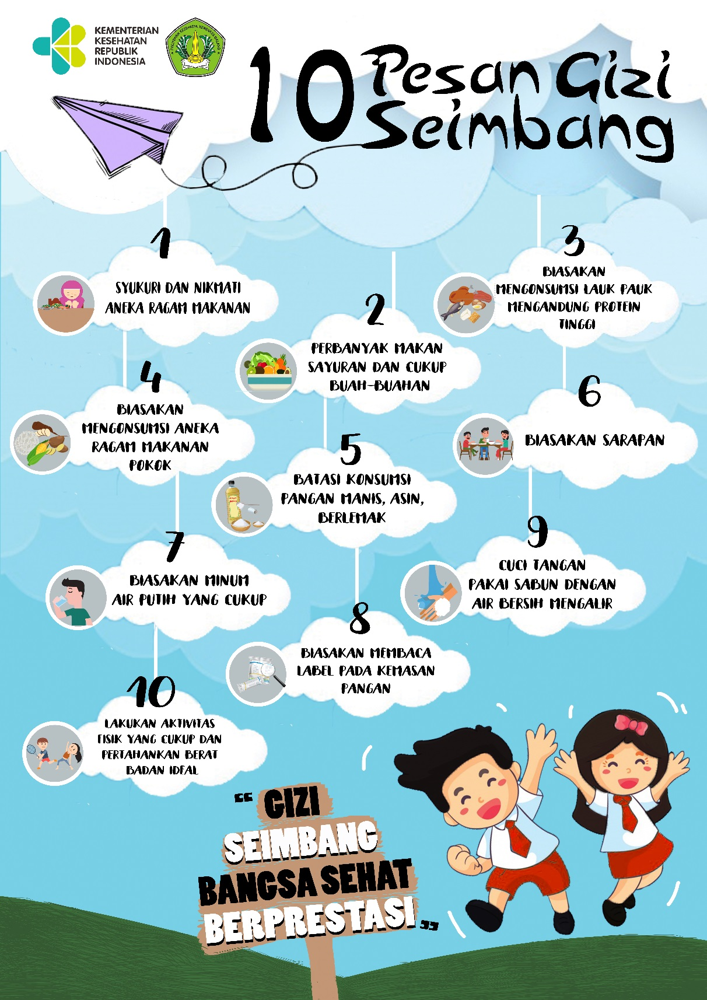 KEMENTERIAN
KESEHATAN
REPUBLIK
INDONESIA
POLITEKNIK KESEHATAN KEMENKES MALANG
10 Pesan Gizi
Seimbang
1
SYUKURI DAN NIKMATI
ANEKA RAGAM MAKANAN
2
PERBANYAK MAKAN
SAYURAN DAN CUKUP
BUAH-BUAHAN
3
BIASAKAN
MENGONSUMSI LAUK PAUK
MENGANDUNG PROTEIN
TINGGI
4
BIASAKAN
MENGONSUMSI ANEKA
RAGAM MAKANAN
POKOK
5
BATASI KONSUMSI
PANGAN MANIS, ASIN,
BERLEMAK
6
BIASAKAN SARAPAN
7
BIASAKAN MINUM
AIR PUTIH YANG CUKUP
8
BIASAKAN MEMBACA
LABEL PADA KEMASAN
PANGAN
9
CUCI TANGAN
PAKAI SABUN DENGAN
AIR BERSIH MENGALIR
10
LAKUKAN AKTIVITAS
FISIK YANG CUKUP DAN
PERTAHANKAN BERAT
BADAN IDEAL
“ GIZI
SEIMBANG
BANGSA SEHAT
BERPRESTASI ”